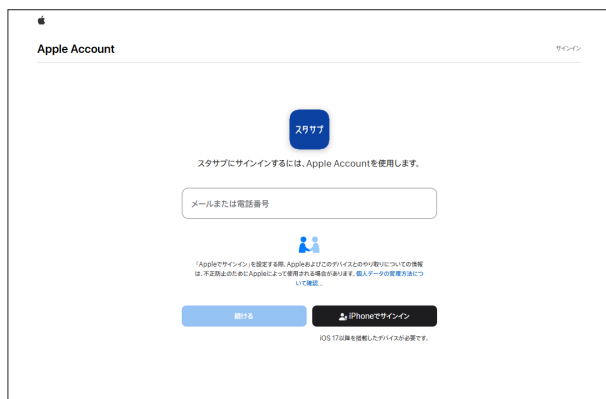 Apple Account
サインイン
スタサプ
スタサプにサインインするには、Apple Accountを使用します。
メールまたは電話番号
「Appleでサインイン」を設定する際、Appleおよびこのデバイスとのやり取りについての情報
は、不正防止のためにAppleによって使用される場合があります。個人データの管理方法につ
いて確認...
続ける
iPhoneでサインイン
iOS 17以降を搭載したデバイスが必要です。